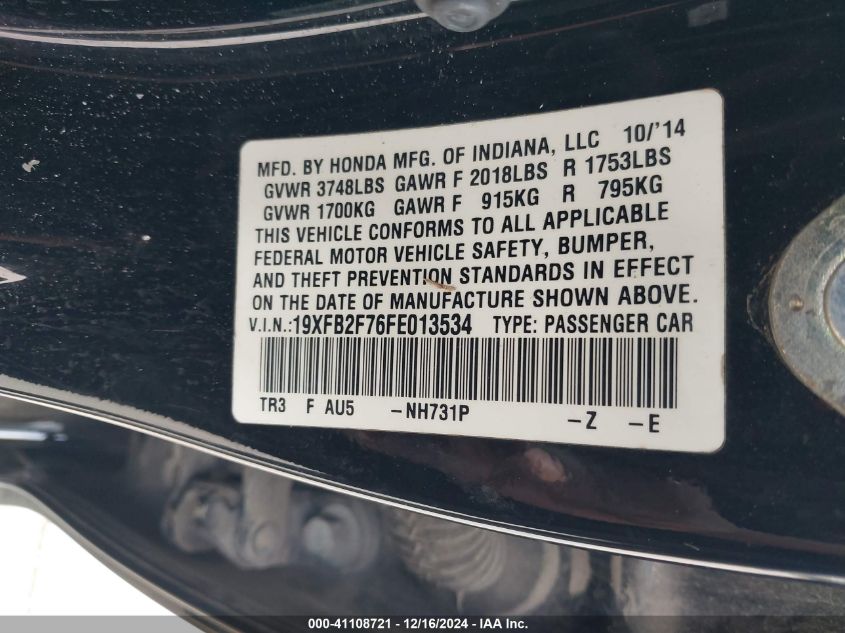 MFD. BY HONDA MFG. OF INDIANA, LLC 10/'14
GVWR 3748LBS GAWR F 2018LBS R 1753LBS
GVWR 1700KG GAWR F 915KG R 795KG
THIS VEHICLE CONFORMS TO ALL APPLICABLE
FEDERAL MOTOR VEHICLE SAFETY, BUMPER,
AND THEFT PREVENTION STANDARDS IN EFFECT
ON THE DATE OF MANUFACTURE SHOWN ABOVE.
V.I.N.:19XFB2F76FE013534 TYPE: PASSENGER CAR
TR3 F AU5 -NH731P -Z -E
000-41108721 - 12/16/2024 - IAA Inc.